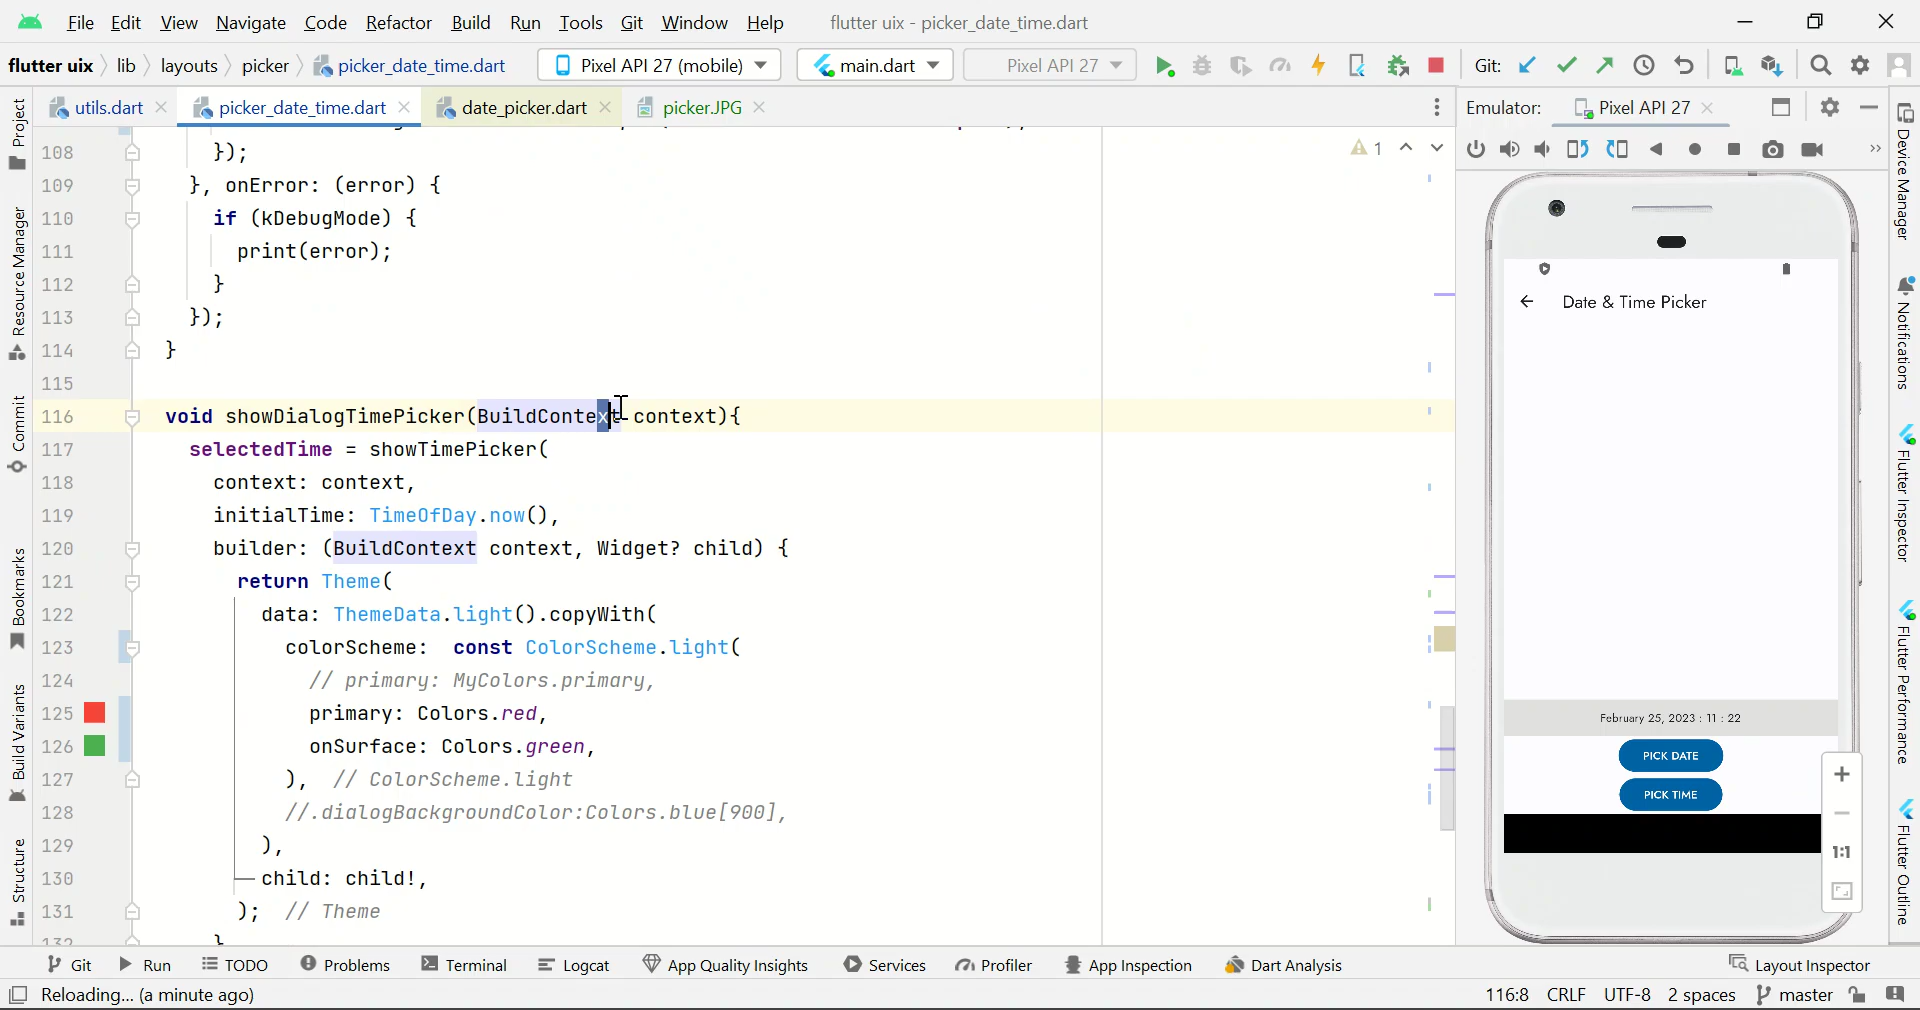 File Edit View Navigate Code Refactor Build Run Tools Git Window Help flutter uix - picker_date_time.dart
flutter uix lib layouts picker picker_date_time.dart Pixel API 27 (mobile) main.dart Pixel API 27 Git:
utils.dart picker_date_time.dart date_picker.dart picker.JPG
Emulator: Pixel API 27
1
108 });
109 }, onError: (error) {
110 if (kDebugMode) {
111 print(error);
112 }
113 });
114 }
115
116 void showDialogTimePicker(BuildContext context){
117 selectedTime = showTimePicker(
118 context: context,
119 initialTime: TimeOfDay.now(),
120 builder: (BuildContext context, Widget? child) {
121 return Theme(
122 data: ThemeData.light().copyWith(
123 colorScheme: const ColorScheme.light(
124 // primary: MyColors.primary,
125 primary: Colors.red,
126 onSurface: Colors.green,
127 ), // ColorScheme.light
128 //.dialogBackgroundColor:Colors.blue[900],
129 ),
130 child: child!,
131 ); // Theme
132 }
Project
Resource Manager
Commit
Bookmarks
Build Variants
Structure
Date & Time Picker
February 25, 2023 : 11 : 22
PICK DATE
PICK TIME
1:1
Device Manager
Notifications
Flutter Inspector
Flutter Performance
Flutter Outline
Git Run TODO Problems Terminal Logcat App Quality Insights Services Profiler App Inspection Dart Analysis Layout Inspector
Reloading... (a minute ago) 116:8 CRLF UTF-8 2 spaces master